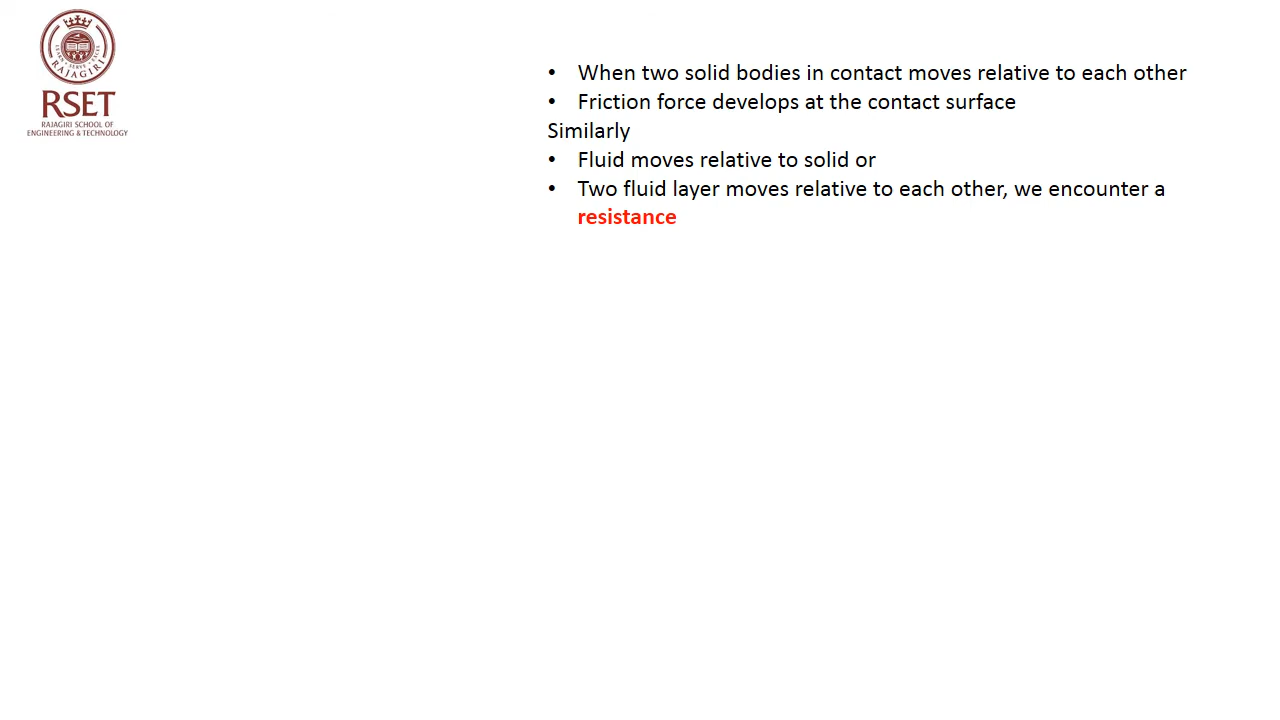 RAJAGIRI
RSET
RAJAGIRI SCHOOL OF
ENGINEERING & TECHNOLOGY
• When two solid bodies in contact moves relative to each other
• Friction force develops at the contact surface
Similarly
• Fluid moves relative to solid or
• Two fluid layer moves relative to each other, we encounter a
resistance